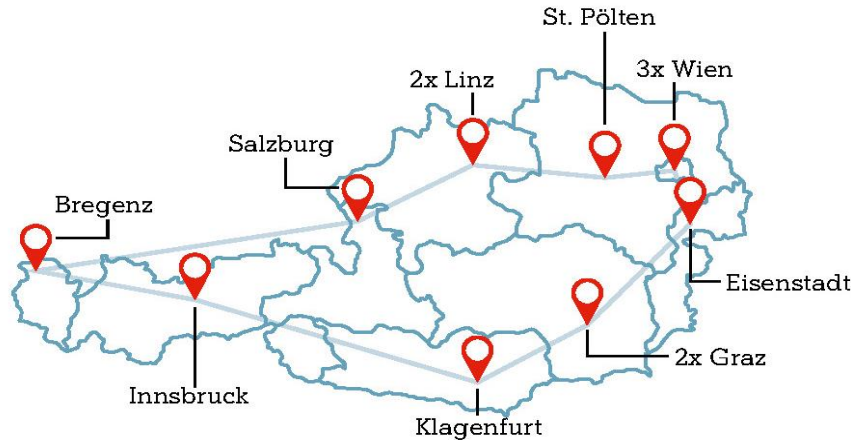 St. Pölten
2x Linz
3x Wien
Salzburg
Bregenz
Eisenstadt
2x Graz
Innsbruck
Klagenfurt